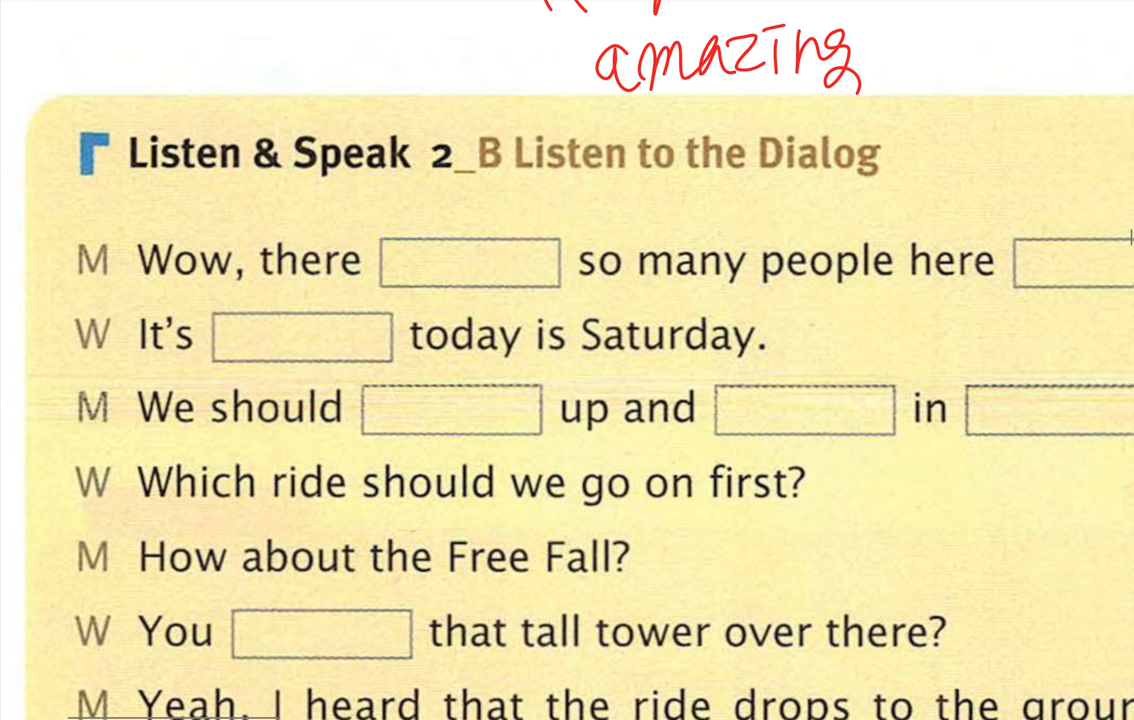 amazing
Listen & Speak 2_B Listen to the Dialog
M Wow, there so many people here
W It's today is Saturday.
M We should up and in
W Which ride should we go on first?
M How about the Free Fall?
W You that tall tower over there?
M Yeah. I heard that the ride drops to the